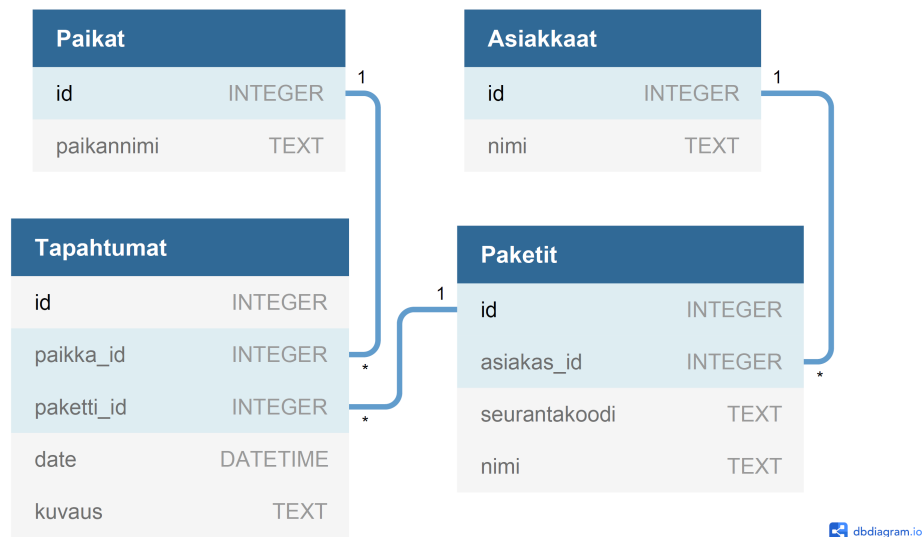 Paikat
id INTEGER
paikannimi TEXT
1
Asiakkaat
id INTEGER
nimi TEXT
1
Tapahtumat
id INTEGER
paikka_id INTEGER
*
paketti_id INTEGER
*
date DATETIME
kuvaus TEXT
Paketit
1
id INTEGER
asiakas_id INTEGER
*
seurantakoodi TEXT
nimi TEXT
dbdiagram.io